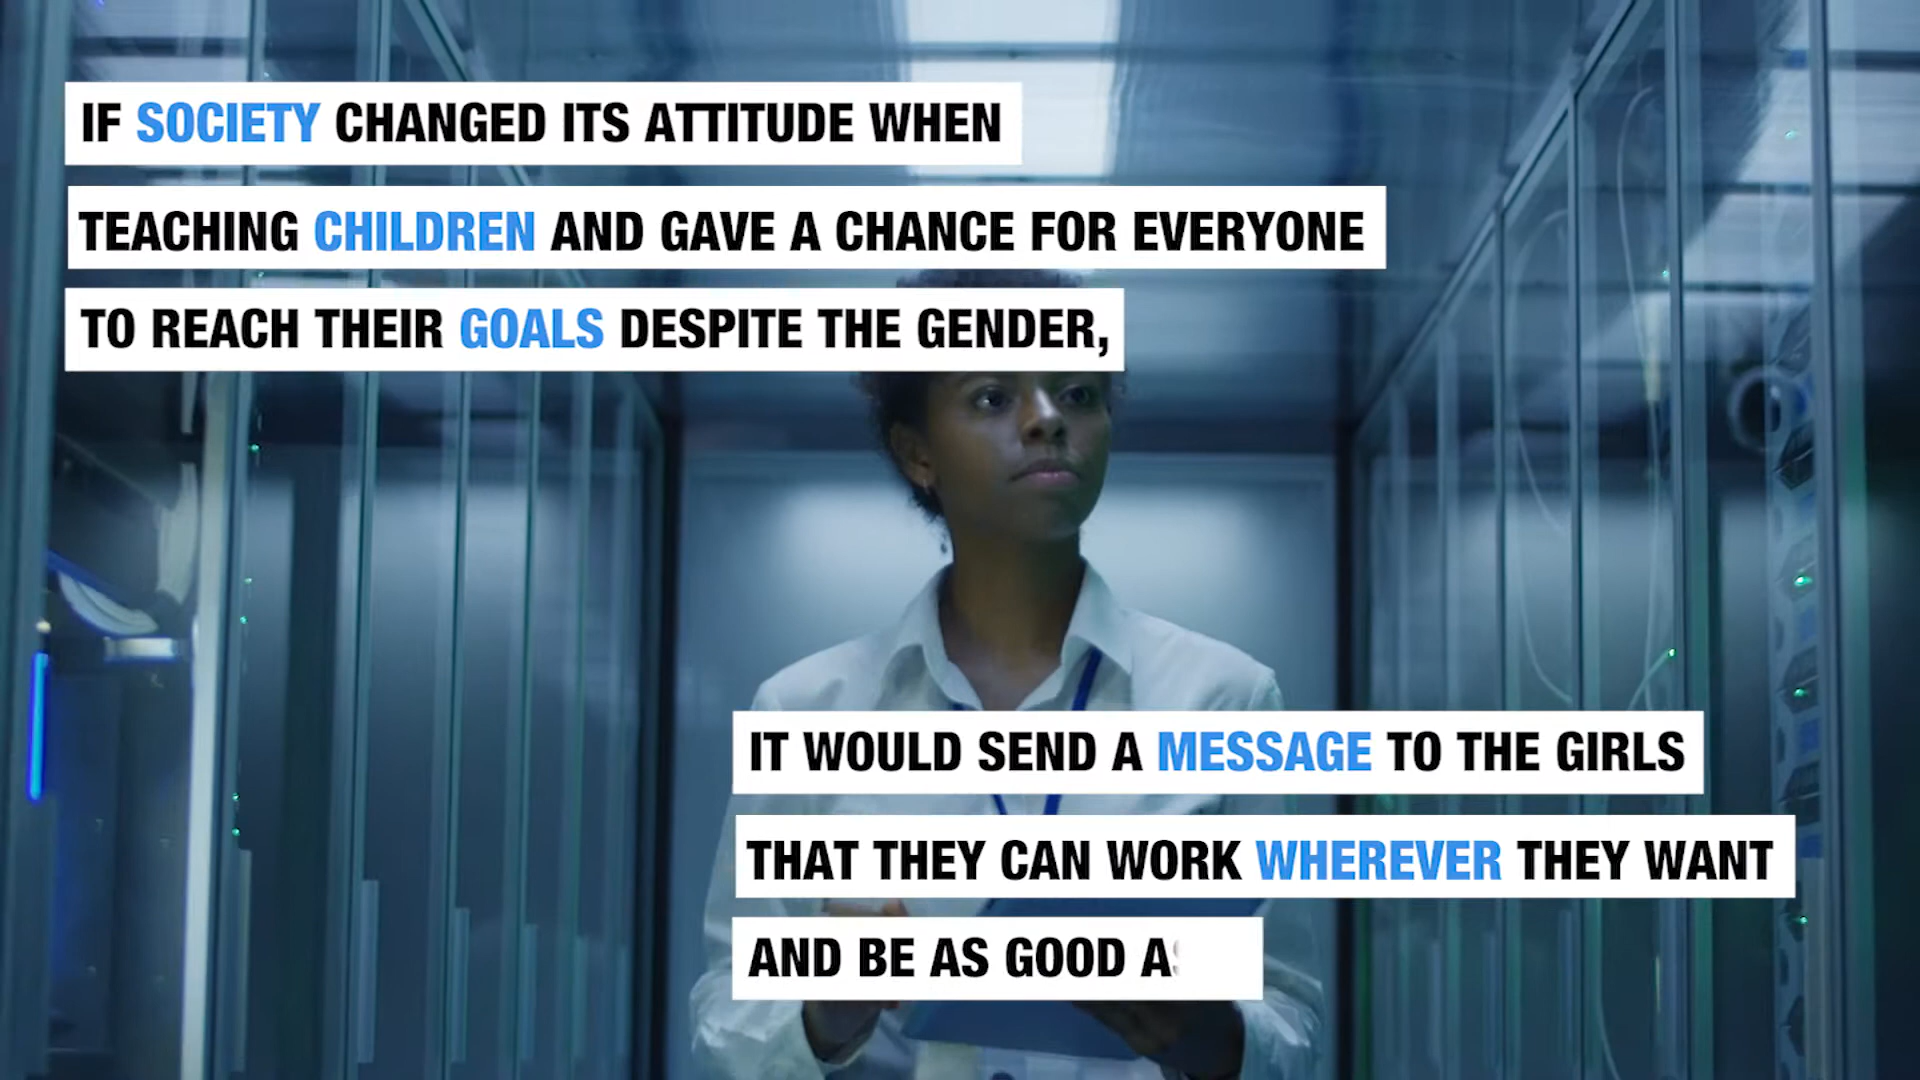 IF SOCIETY CHANGED ITS ATTITUDE WHEN
TEACHING CHILDREN AND GAVE A CHANCE FOR EVERYONE
TO REACH THEIR GOALS DESPITE THE GENDER,
IT WOULD SEND A MESSAGE TO THE GIRLS
THAT THEY CAN WORK WHEREVER THEY WANT
AND BE AS GOOD